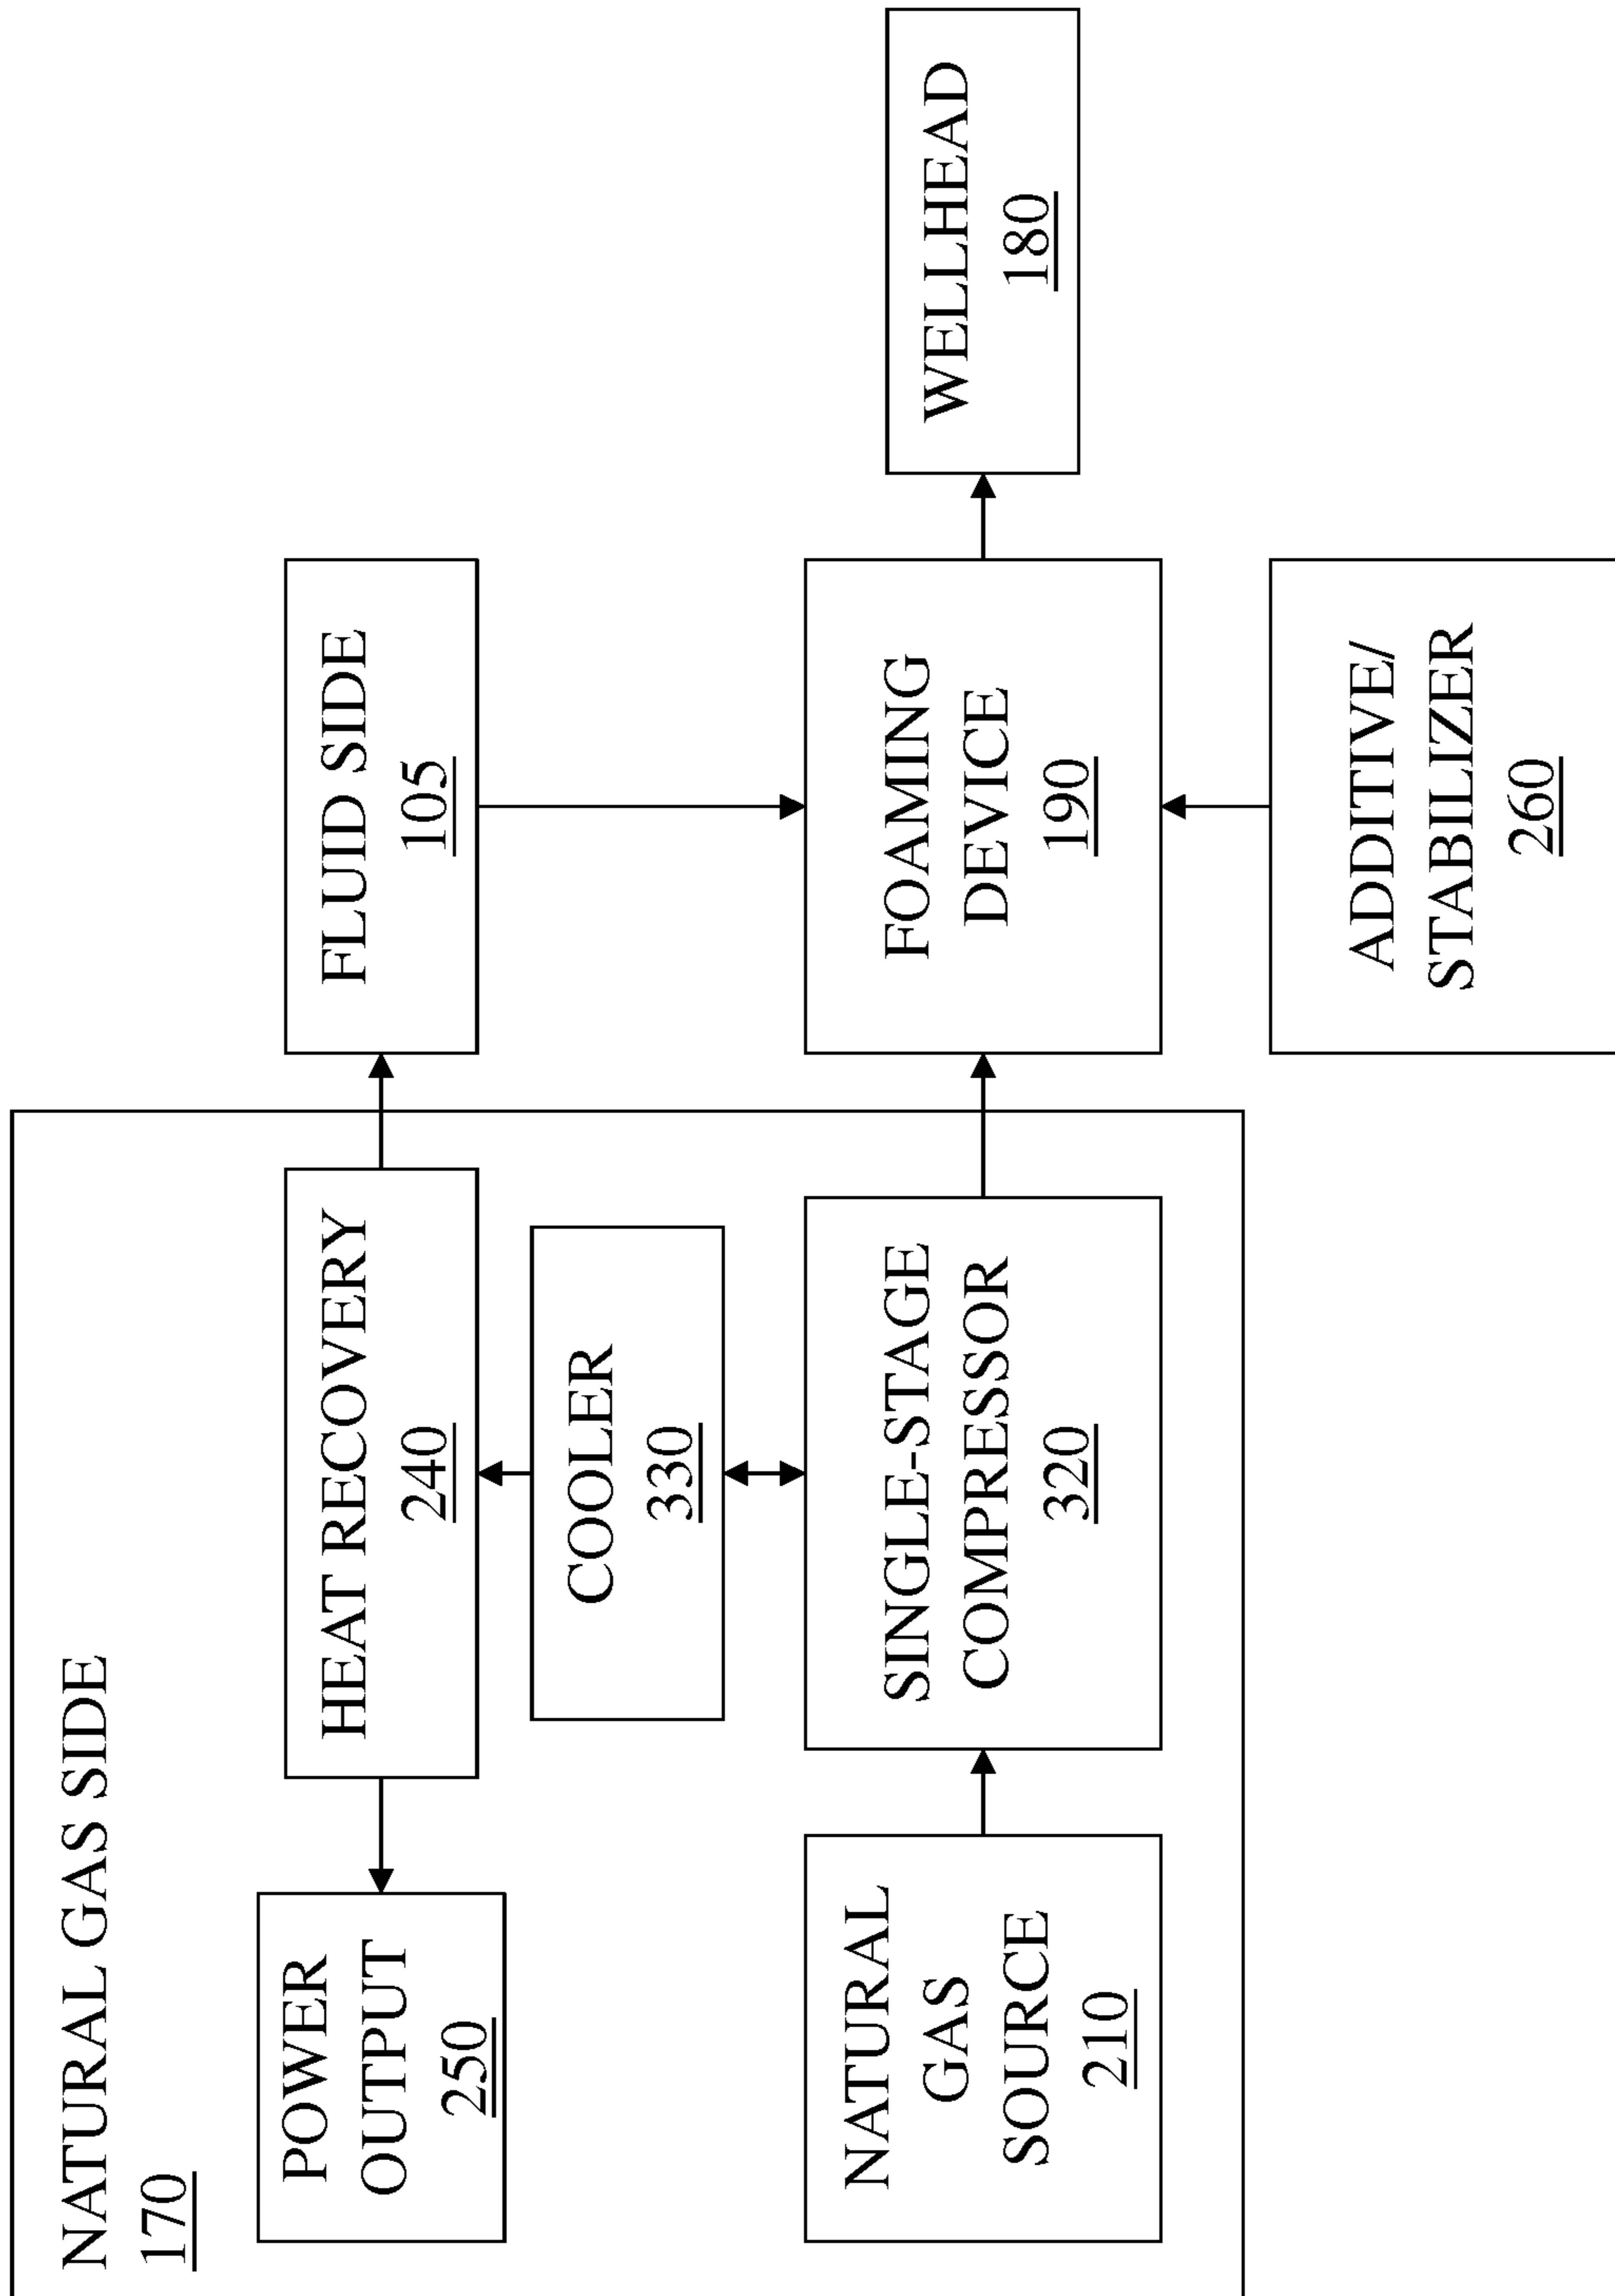 NATURAL GAS SIDE
170
POWER
OUTPUT
250
HEAT RECOVERY
240
FLUID SIDE
105
COOLER
330
NATURAL
GAS
SOURCE
210
SINGLE-STAGE
COMPRESSOR
320
FOAMING
DEVICE
190
WELLHEAD
180
ADDITIVE/
STABILIZER
260